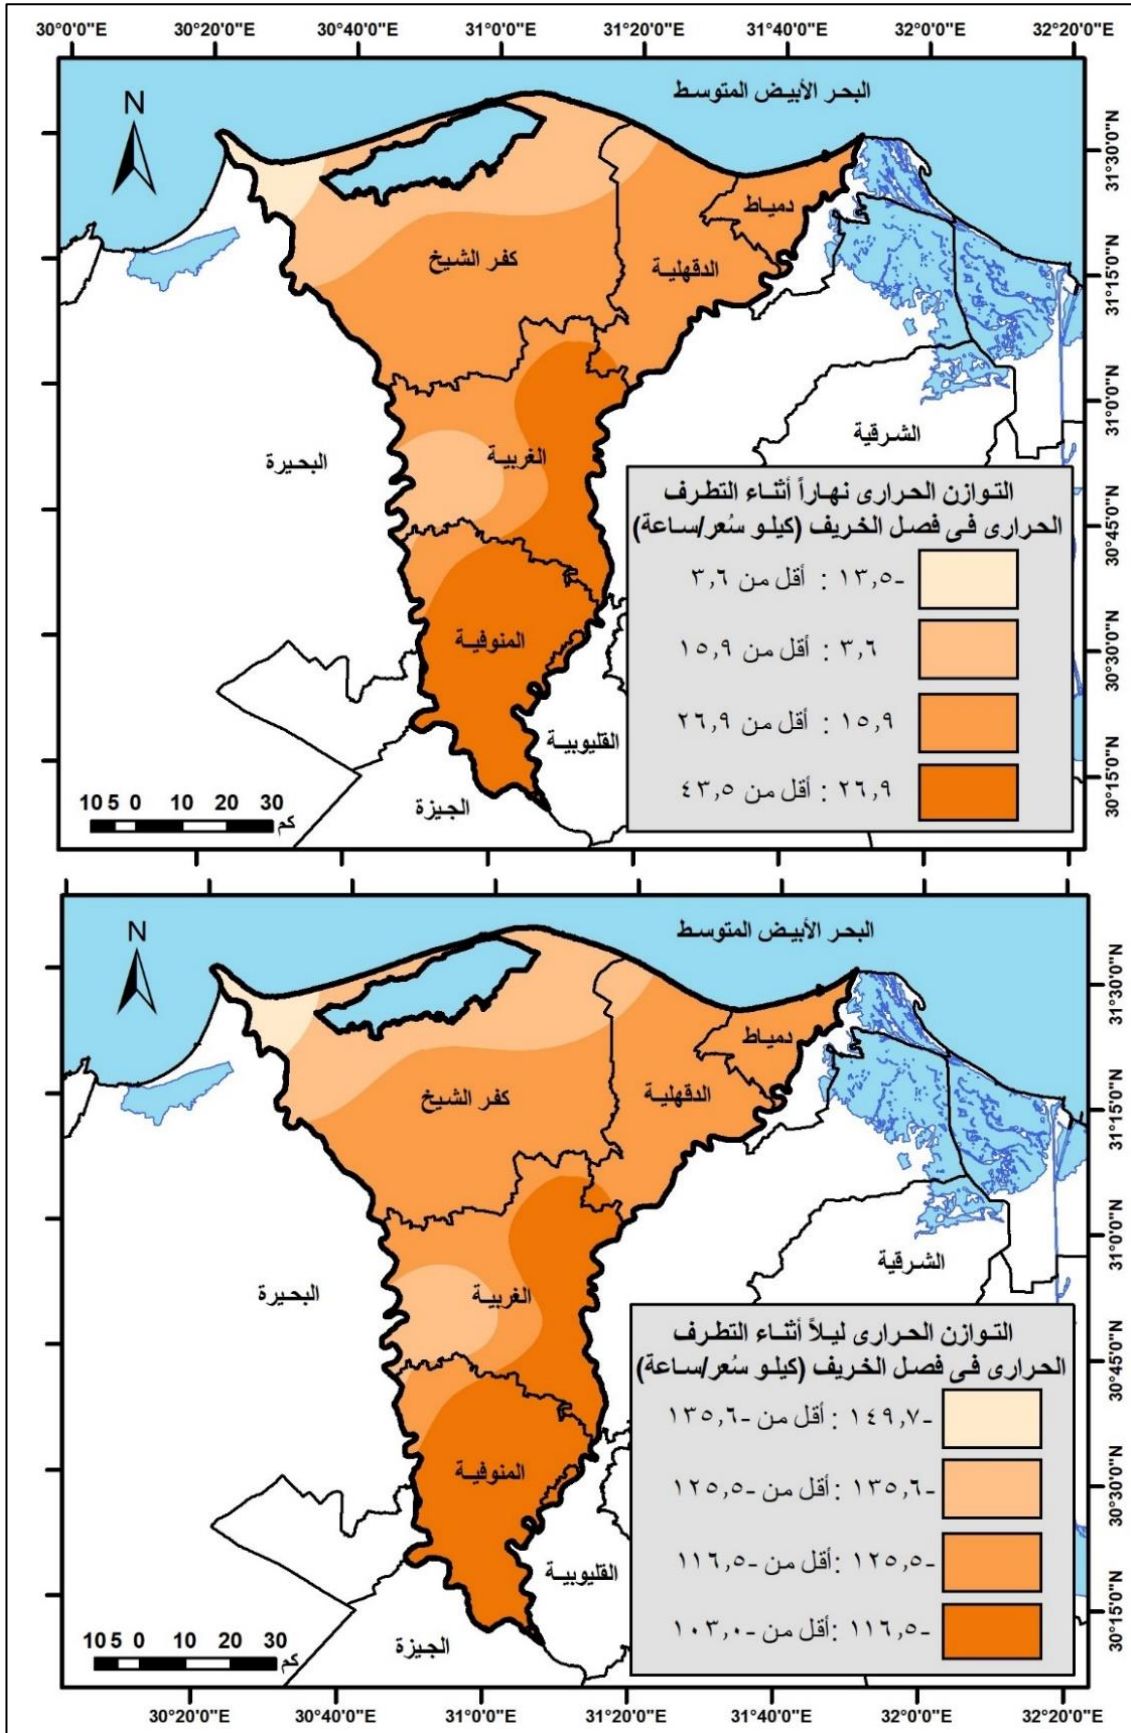 30°0'0"E 30°20'0"E 30°40'0"E 31°0'0"E 31°20'0"E 31°40'0"E 32°0'0"E 32°20'0"E
البحر الأبيض المتوسط
N
31°30'0"N
دمياط
كفر الشيخ
الدقهلية
31°15'0"N
31°0'0"N
الشرقية
الغربية
البحيرة
التوازن الحرارى نهاراً أثناء التطرف
الحرارى فى فصل الخريف (كيلو سُعر/ساعة)
30°45'0"N
-١٣,٥ : أقل من ٣,٦
المنوفية
٣,٦ : أقل من ١٥,٩
30°30'0"N
١٥,٩ : أقل من ٢٦,٩
القليوبية
30°15'0"N
٢٦,٩ : أقل من ٤٣,٥
الجيزة
10 5 0 10 20 30
كم
البحر الأبيض المتوسط
N
31°30'0"N
دمياط
كفر الشيخ
الدقهلية
31°15'0"N
31°0'0"N
الشرقية
الغربية
البحيرة
التوازن الحرارى ليلاً أثناء التطرف
الحرارى فى فصل الخريف (كيلو سُعر/ساعة)
30°45'0"N
-١٤٩,٧ : أقل من -١٣٥,٦
المنوفية
-١٣٥,٦ : أقل من -١٢٥,٥
30°30'0"N
-١٢٥,٥ : أقل من -١١٦,٥
القليوبية
30°15'0"N
-١١٦,٥ : أقل من -١٠٣,٠
الجيزة
10 5 0 10 20 30
كم
30°20'0"E 30°40'0"E 31°0'0"E 31°20'0"E 31°40'0"E 32°0'0"E